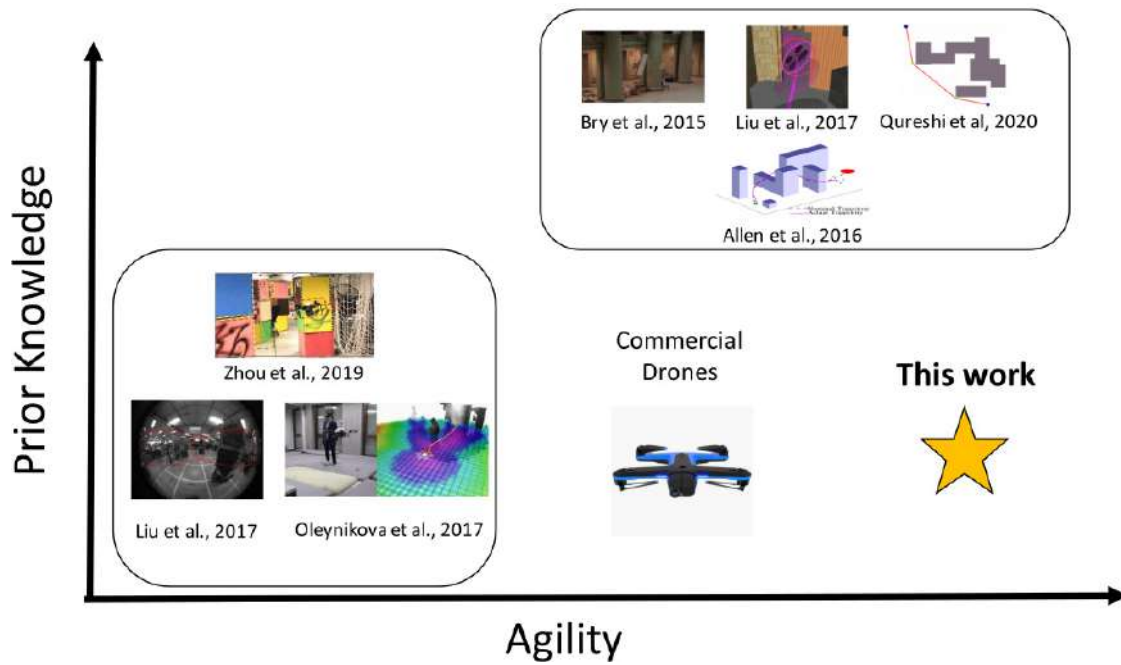 Prior Knowledge
Bry et al., 2015
Liu et al., 2017
Qureshi et al, 2020
Allen et al., 2016
Zhou et al., 2019
Liu et al., 2017
Oleynikova et al., 2017
Commercial
Drones
This work
Agility